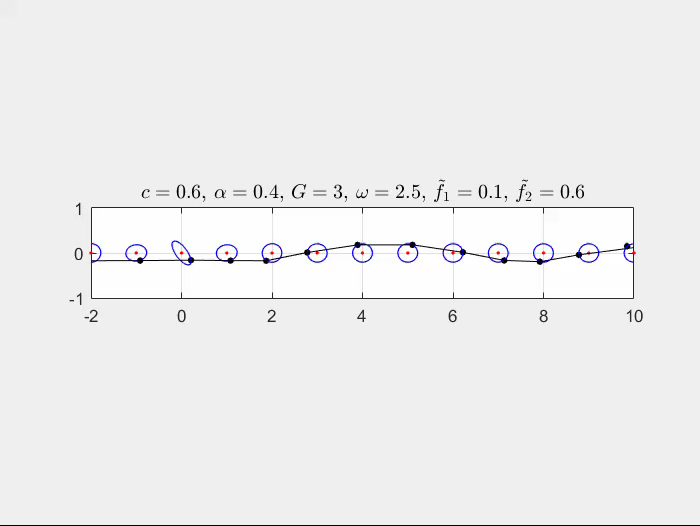 c = 0.6, α = 0.4, G = 3, ω = 2.5, f̃₁ = 0.1, f̃₂ = 0.6
1
0
-1
-2 0 2 4 6 8 10